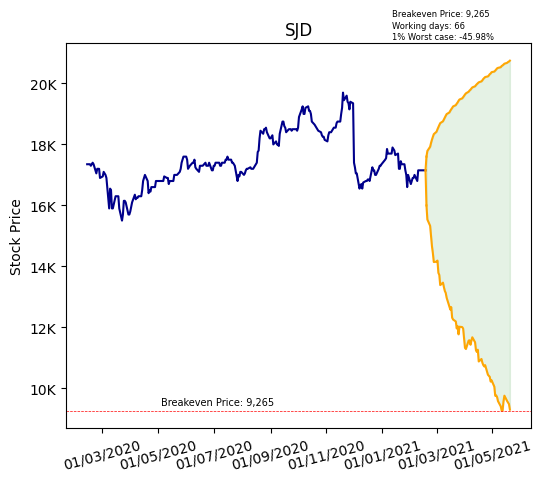 Breakeven Price: 9,265
Working days: 66
1% Worst case: -45.98%
SJD
Stock Price
20K
18K
16K
14K
12K
10K
Breakeven Price: 9,265
01/03/2020
01/05/2020
01/07/2020
01/09/2020
01/11/2020
01/01/2021
01/03/2021
01/05/2021